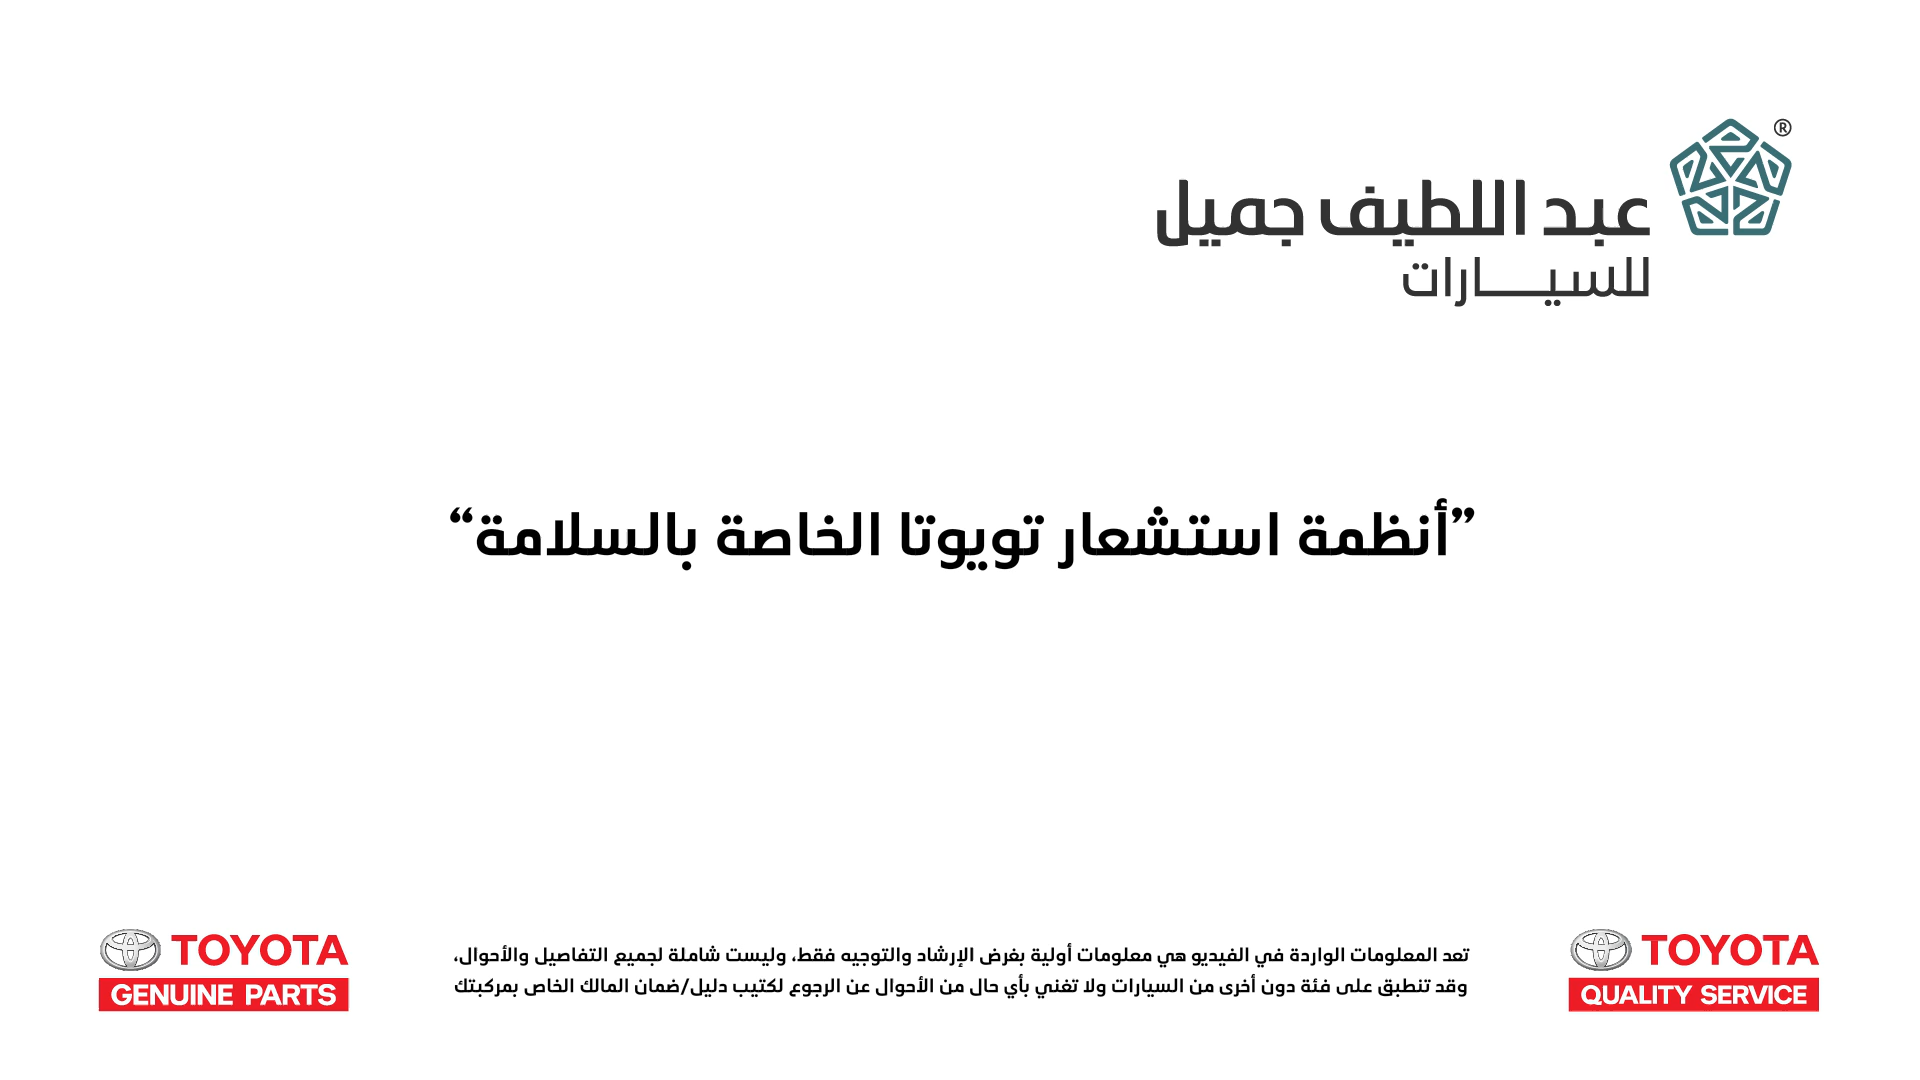 ®
عبد اللطيف جميل
للسيـــارات
”أنظمة استشعار تويوتا الخاصة بالسلامة“
TOYOTA
GENUINE PARTS
تعد المعلومات الواردة في الفيديو هي معلومات أولية بغرض الإرشاد والتوجيه فقط، وليست شاملة لجميع التفاصيل والأحوال،
وقد تنطبق على فئة دون أخرى من السيارات ولا تغني بأي حال من الأحوال عن الرجوع لكتيب دليل/ضمان المالك الخاص بمركبتك
TOYOTA
QUALITY SERVICE